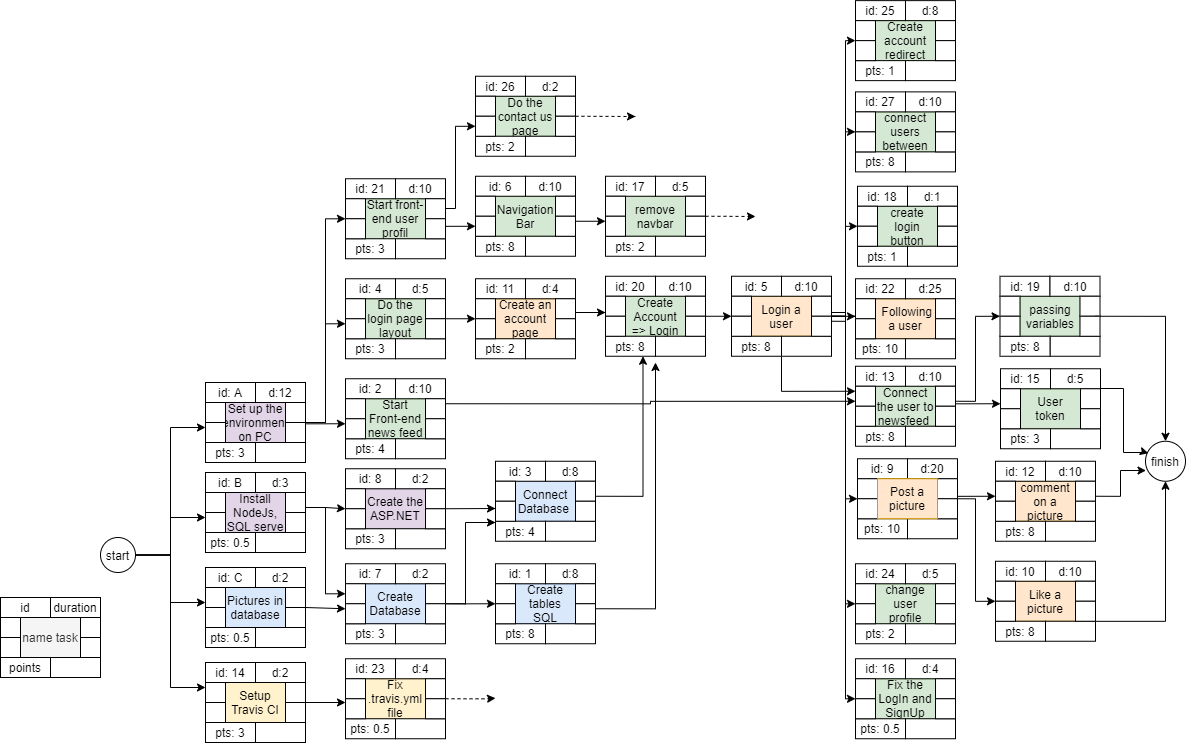 id: 25 d:8
Create
account
redirect
pts: 1
id: 26 d:2
Do the
contact us
page
pts: 2
id: 27 d:10
connect
users
between
pts: 8
id: 21 d:10
Start front-
end user
profil
pts: 3
id: 6 d:10
Navigation
Bar
pts: 8
id: 17 d:5
remove
navbar
pts: 2
id: 18 d:1
create
login
button
pts: 1
id: 4 d:5
Do the
login page
layout
pts: 3
id: 11 d:4
Create an
account
page
pts: 2
id: 20 d:10
Create
Account
=> Login
pts: 8
id: 5 d:10
Login a
user
pts: 8
id: 22 d:25
Following
a user
pts: 10
id: 19 d:10
passing
variables
pts: 8
id: A d:12
Set up the
environmen
on PC
pts: 3
id: 2 d:10
Start
Front-end
news feed
pts: 4
id: 13 d:10
Connect
the user to
newsfeed
pts: 8
id: 15 d:5
User
token
pts: 3
finish
id: B d:3
Install
NodeJs,
SQL serve
pts: 0.5
id: 8 d:2
Create the
ASP.NET
pts: 3
id: 3 d:8
Connect
Database
pts: 4
id: 9 d:20
Post a
picture
pts: 10
id: 12 d:10
comment
on a
picture
pts: 8
start
id: C d:2
Pictures in
database
pts: 0.5
id: 7 d:2
Create
Database
pts: 3
id: 1 d:8
Create
tables
SQL
pts: 8
id: 24 d:5
change
user
profile
pts: 2
id: 10 d:10
Like a
picture
pts: 8
id duration
name task
points
id: 14 d:2
Setup
Travis CI
pts: 3
id: 23 d:4
Fix
.travis.yml
file
pts: 0.5
id: 16 d:4
Fix the
LogIn and
SignUp
pts: 0.5